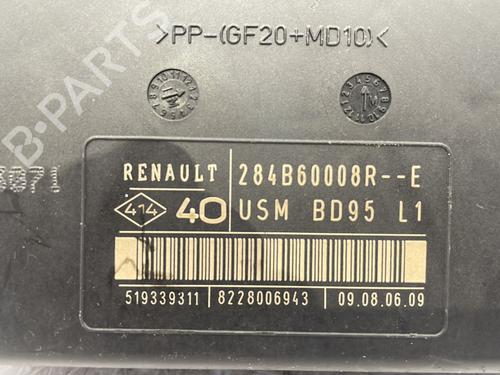 >PP-(GF20+MD10)<
B-PARTS
RENAULT 284B60008R--E
414 40 USM BD95 L1
519339311 8228006943 09.08.06.09